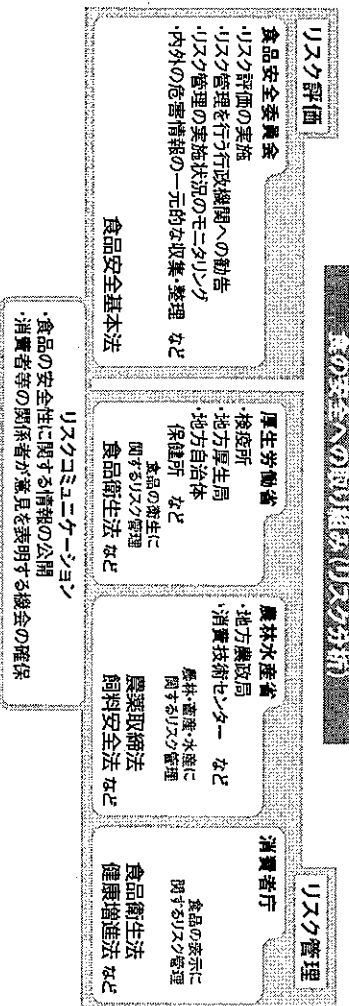 食の安全への取り組み(リスク分析)
リスク評価
食品安全委員会
・リスク評価の実施
・リスク管理を行う行政機関への勧告
・リスク管理の実施状況のモニタリング
・内外の危害情報の一元的な収集・整理 など
食品安全基本法
リスク管理
厚生労働省
・検疫所
・地方厚生局
・地方自治体
保健所 など
食品の衛生に
関するリスク管理
食品衛生法 など
農林水産省
・地方農政局
・消費技術センター など
農林・畜産・水産に
関するリスク管理
農薬取締法
飼料安全法 など
消費者庁
食品の表示に
関するリスク管理
食品衛生法
健康増進法 など
リスクコミュニケーション
・食品の安全性に関する情報の公開
・消費者等の関係者が意見を表明する機会の確保